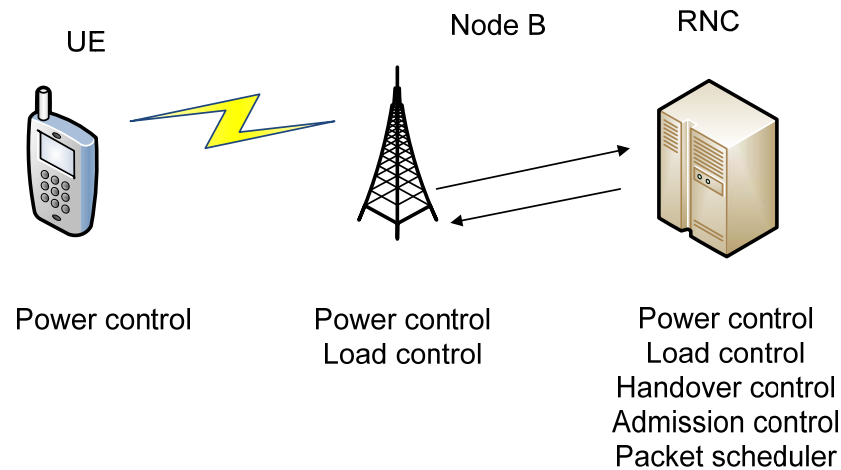 UE
Node B
RNC
Power control
Power control
Load control
Power control
Load control
Handover control
Admission control
Packet scheduler